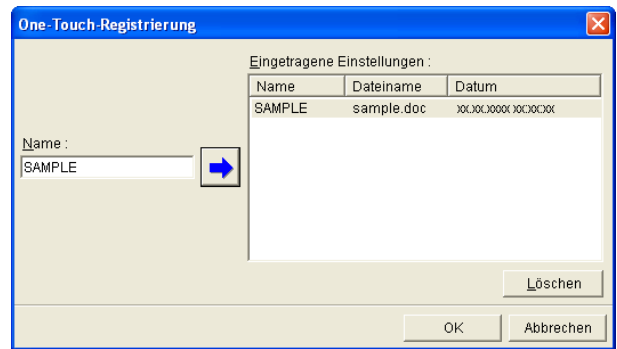 One-Touch-Registrierung
Eingetragene Einstellungen :
Name Dateiname Datum
SAMPLE sample.doc xx.xx.xxxx xx:xx:xx
Name :
SAMPLE
Löschen
OK Abbrechen